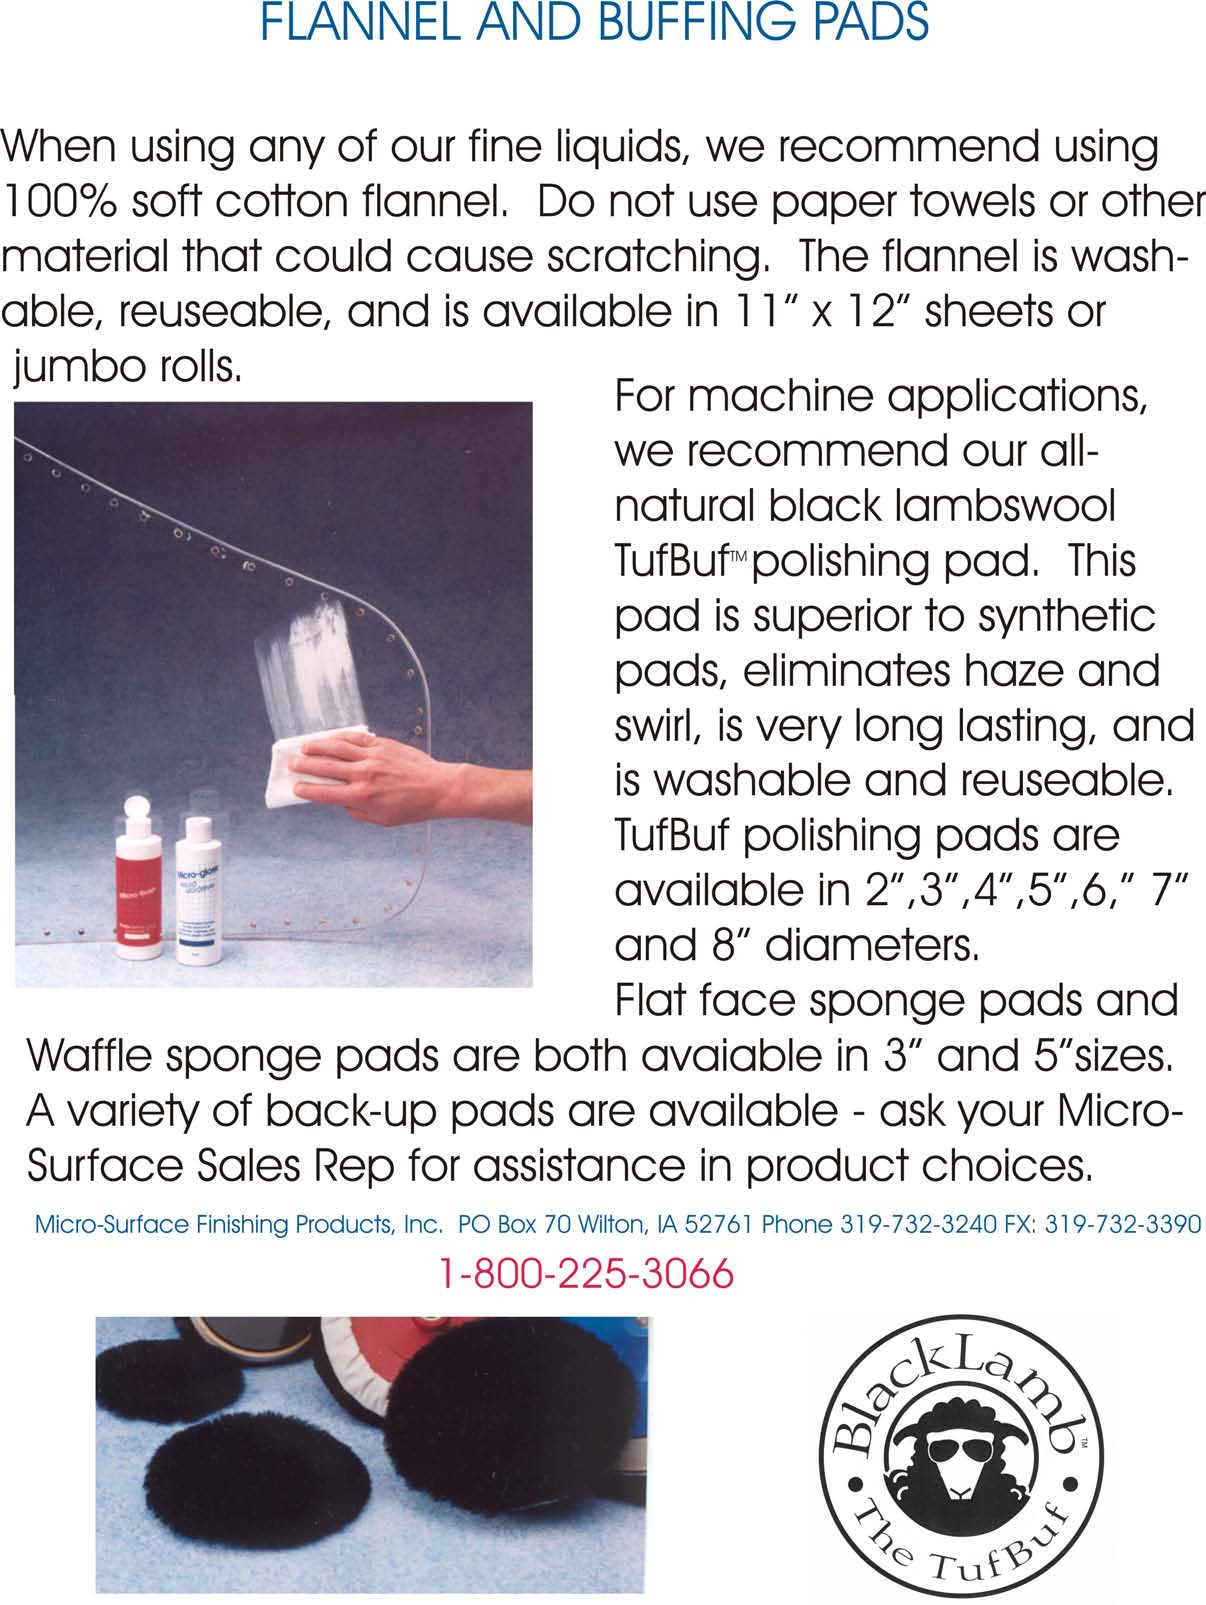 FLANNEL AND BUFFING PADS
When using any of our fine liquids, we recommend using
100% soft cotton flannel.  Do not use paper towels or other
material that could cause scratching.  The flannel is wash-
able, reuseable, and is available in 11" x 12" sheets or
jumbo rolls.
For machine applications,
we recommend our all-
natural black lambswool
TufBuf™ polishing pad.  This
pad is superior to synthetic
pads, eliminates haze and
swirl, is very long lasting, and
is washable and reuseable.
TufBuf polishing pads are
available in 2",3",4",5",6," 7"
and 8" diameters.
Flat face sponge pads and
Waffle sponge pads are both avaiable in 3" and 5"sizes.
A variety of back-up pads are available - ask your Micro-
Surface Sales Rep for assistance in product choices.
Micro-gloss
Micro-Surface Finishing Products, Inc.  PO Box 70 Wilton, IA 52761 Phone 319-732-3240 FX: 319-732-3390
1-800-225-3066
BlackLamb™
• The TufBuf •